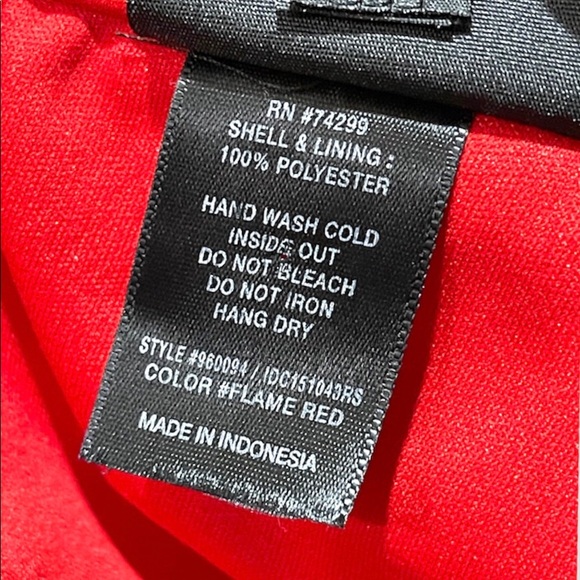 RN #74299
SHELL & LINING :
100% POLYESTER
HAND WASH COLD
INSIDE OUT
DO NOT BLEACH
DO NOT IRON
HANG DRY
STYLE #960094 / IDC151043RS
COLOR #FLAME RED
MADE IN INDONESIA